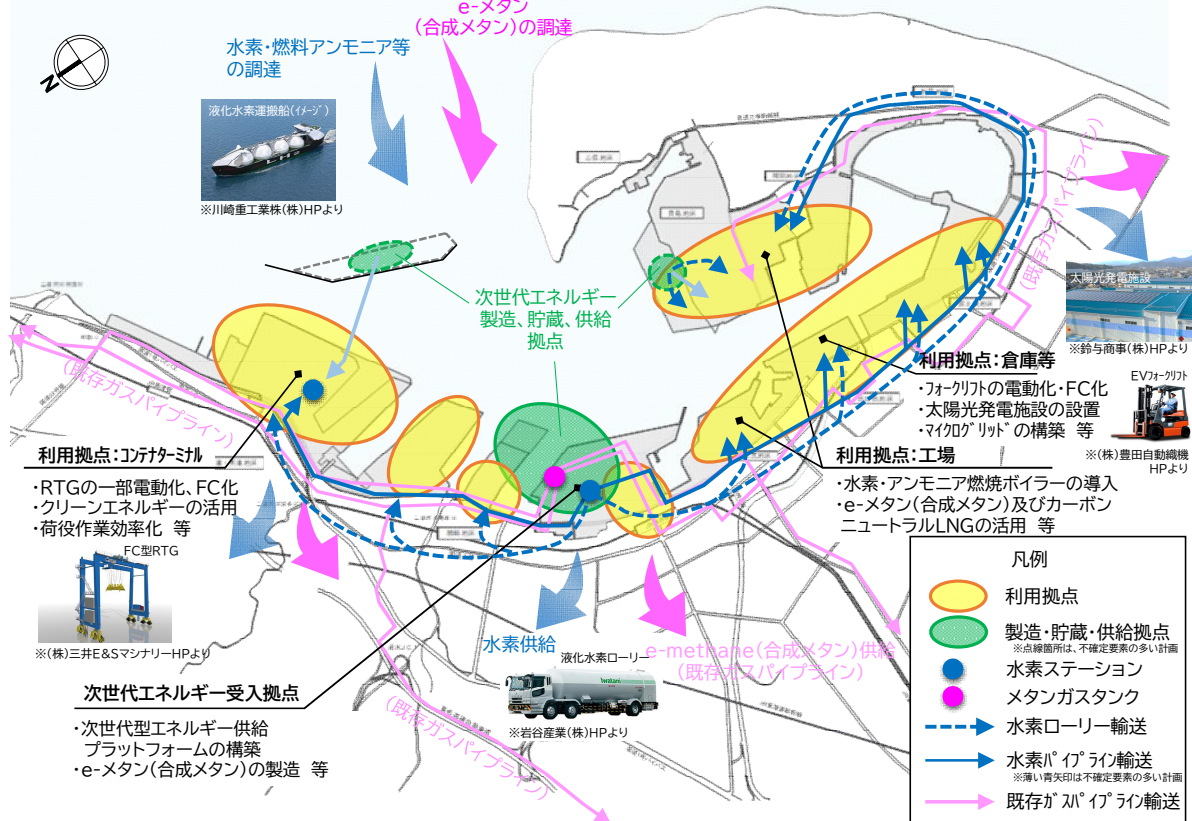 e-メタン
(合成メタン)の調達
水素・燃料アンモニア等
の調達
N
液化水素運搬船(イメージ)
※川崎重工業株(株)HPより
(既存ガスパイプライン)
太陽光発電施設
※鈴与商事(株)HPより
次世代エネルギー
製造、貯蔵、供給
拠点
利用拠点:倉庫等
・フォークリフトの電動化・FC化
・太陽光発電施設の設置
・マイクログリッドの構築 等
EVフォークリフト
※(株)豊田自動織機
HPより
(既存ガスパイプライン)
利用拠点:コンテナターミナル
・RTGの一部電動化、FC化
・クリーンエネルギーの活用
・荷役作業効率化 等
FC型RTG
※(株)三井E&SマシナリーHPより
利用拠点:工場
・水素・アンモニア燃焼ボイラーの導入
・e-メタン(合成メタン)及びカーボン
ニュートラルLNGの活用 等
水素供給
e-methane(合成メタン)供給
(既存ガスパイプライン)
液化水素ローリー
Iwatani
※岩谷産業(株)HPより
次世代エネルギー受入拠点
・次世代型エネルギー供給
プラットフォームの構築
・e-メタン(合成メタン)の製造 等
(既存ガスパイプライン)
凡例
利用拠点
製造・貯蔵・供給拠点
※点線箇所は、不確定要素の多い計画
水素ステーション
メタンガスタンク
水素ローリー輸送
水素パイプライン輸送
※薄い青矢印は不確定要素の多い計画
既存ガスパイプライン輸送